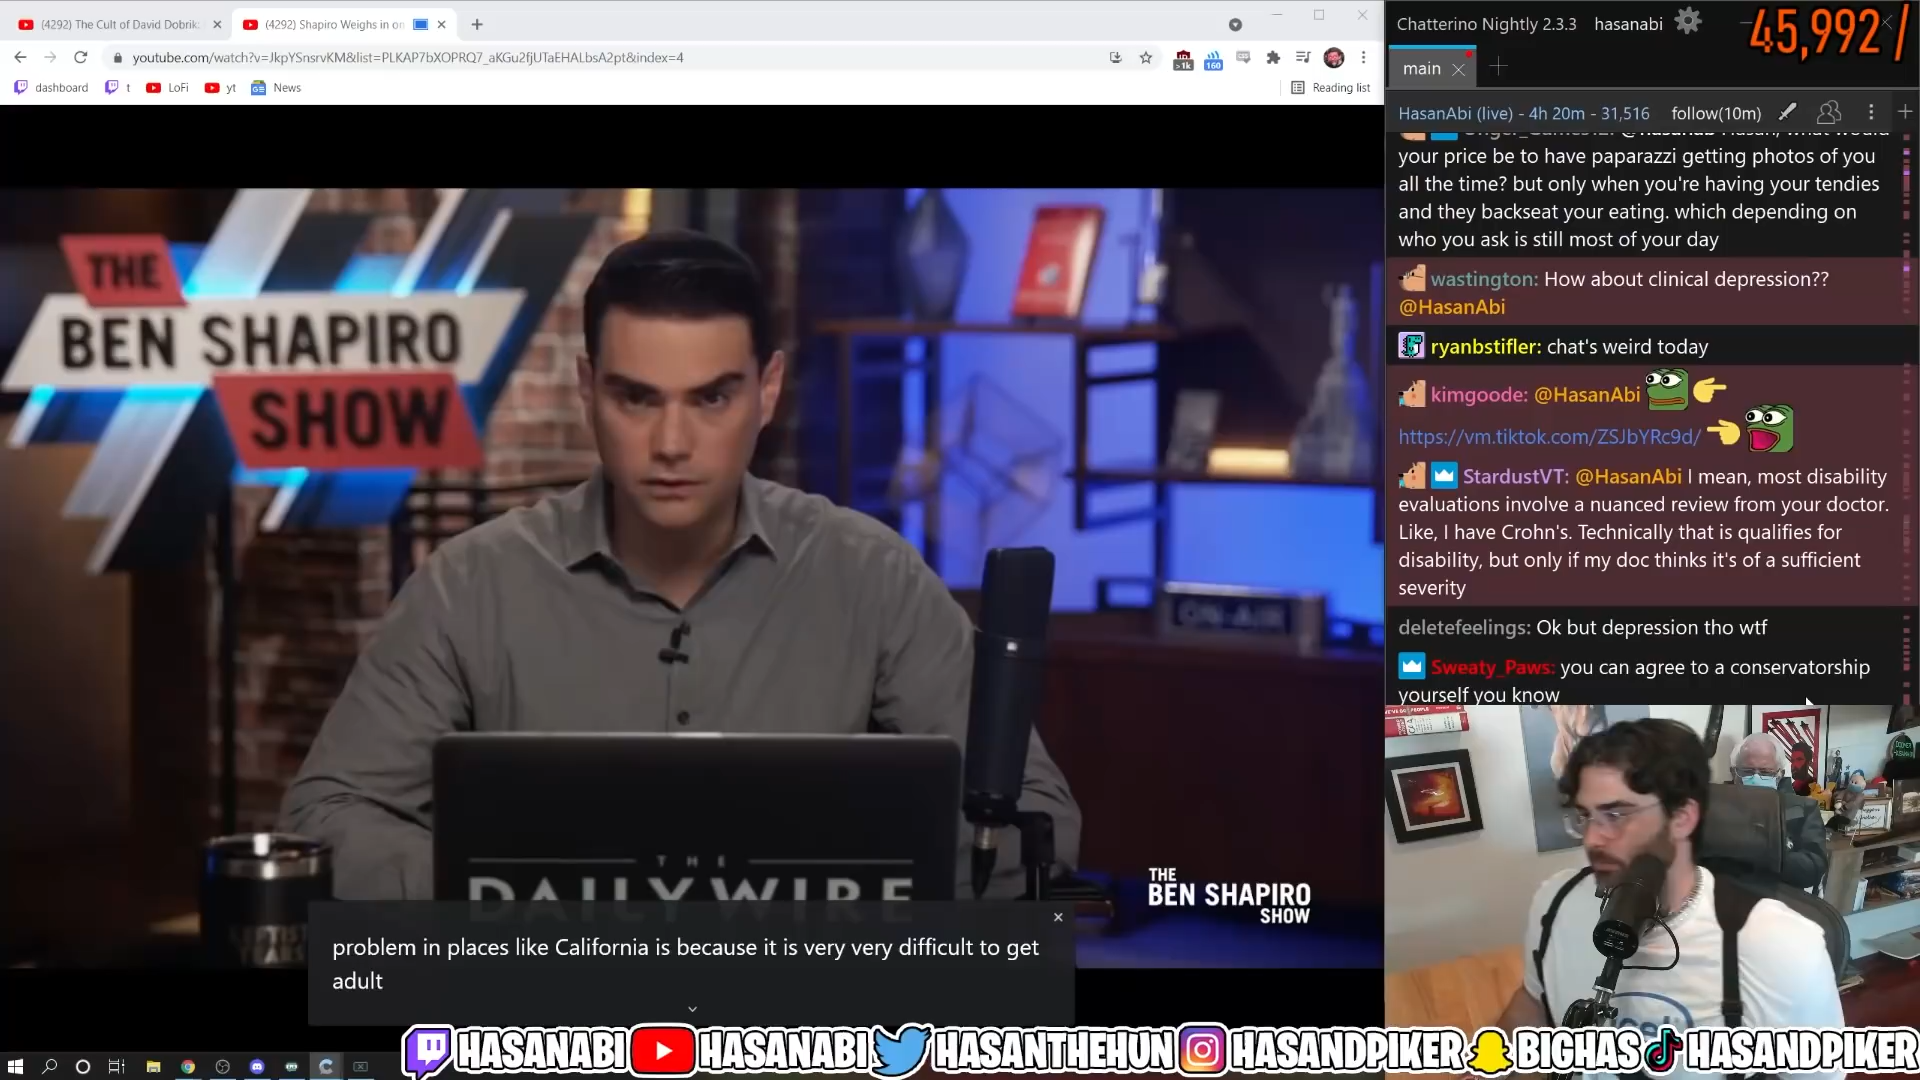 (4292) The Cult of David Dobrik:
(4292) Shapiro Weighs in on
youtube.com/watch?v=JkpYSnsrvKM&list=PLKAP7bXOPRQ7_aKGu2fjUTaEHALbsA2pt&index=4
>1k
160
dashboard
t
LoFi
yt
News
Reading list
THE
BEN SHAPIRO
SHOW
ON-AIR
THE
DAILY WIRE
THE
BEN SHAPIRO
SHOW
problem in places like California is because it is very very difficult to get
adult
Chatterino Nightly 2.3.3
hasanabi
45,992 /
main
HasanAbi (live) - 4h 20m - 31,516
follow(10m)
your price be to have paparazzi getting photos of you
all the time? but only when you're having your tendies
and they backseat your eating. which depending on
who you ask is still most of your day
wastington: How about clinical depression??
@HasanAbi
ryanbstifler: chat's weird today
kimgoode: @HasanAbi
https://vm.tiktok.com/ZSJbYRc9d/
StardustVT: @HasanAbi I mean, most disability
evaluations involve a nuanced review from your doctor.
Like, I have Crohn's. Technically that is qualifies for
disability, but only if my doc thinks it's of a sufficient
severity
deletefeelings: Ok but depression tho wtf
Sweaty_Paws: you can agree to a conservatorship
yourself you know
HASANABI
HASANABI
HASANTHEHUN
HASANDPIKER
BIGHAS
HASANDPIKER